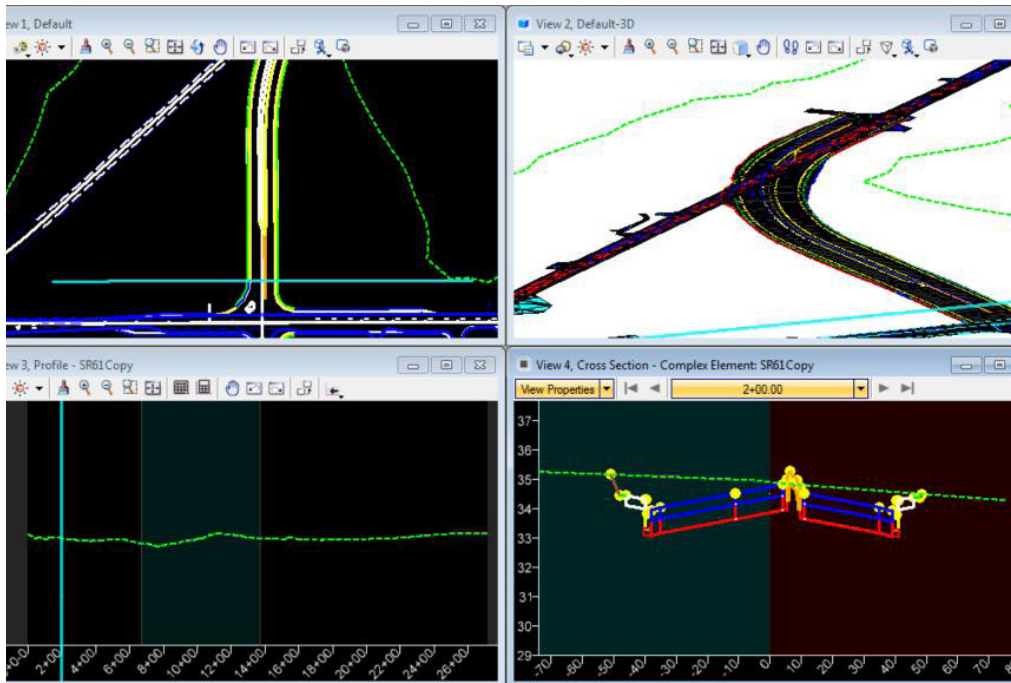 ew 1, Default
View 2, Default-3D
ew 3, Profile - SR61Copy
View 4, Cross Section - Complex Element: SR61Copy
View Properties
2+00.00
37
36
35
34
33
32
31
30
29
-70 -60 -50 -40 -30 -20 -10 0 10 20 30 40 50 60 70 80
2+00 4+00 6+00 8+00 10+00 12+00 14+00 16+00 18+00 20+00 22+00 24+00 26+00